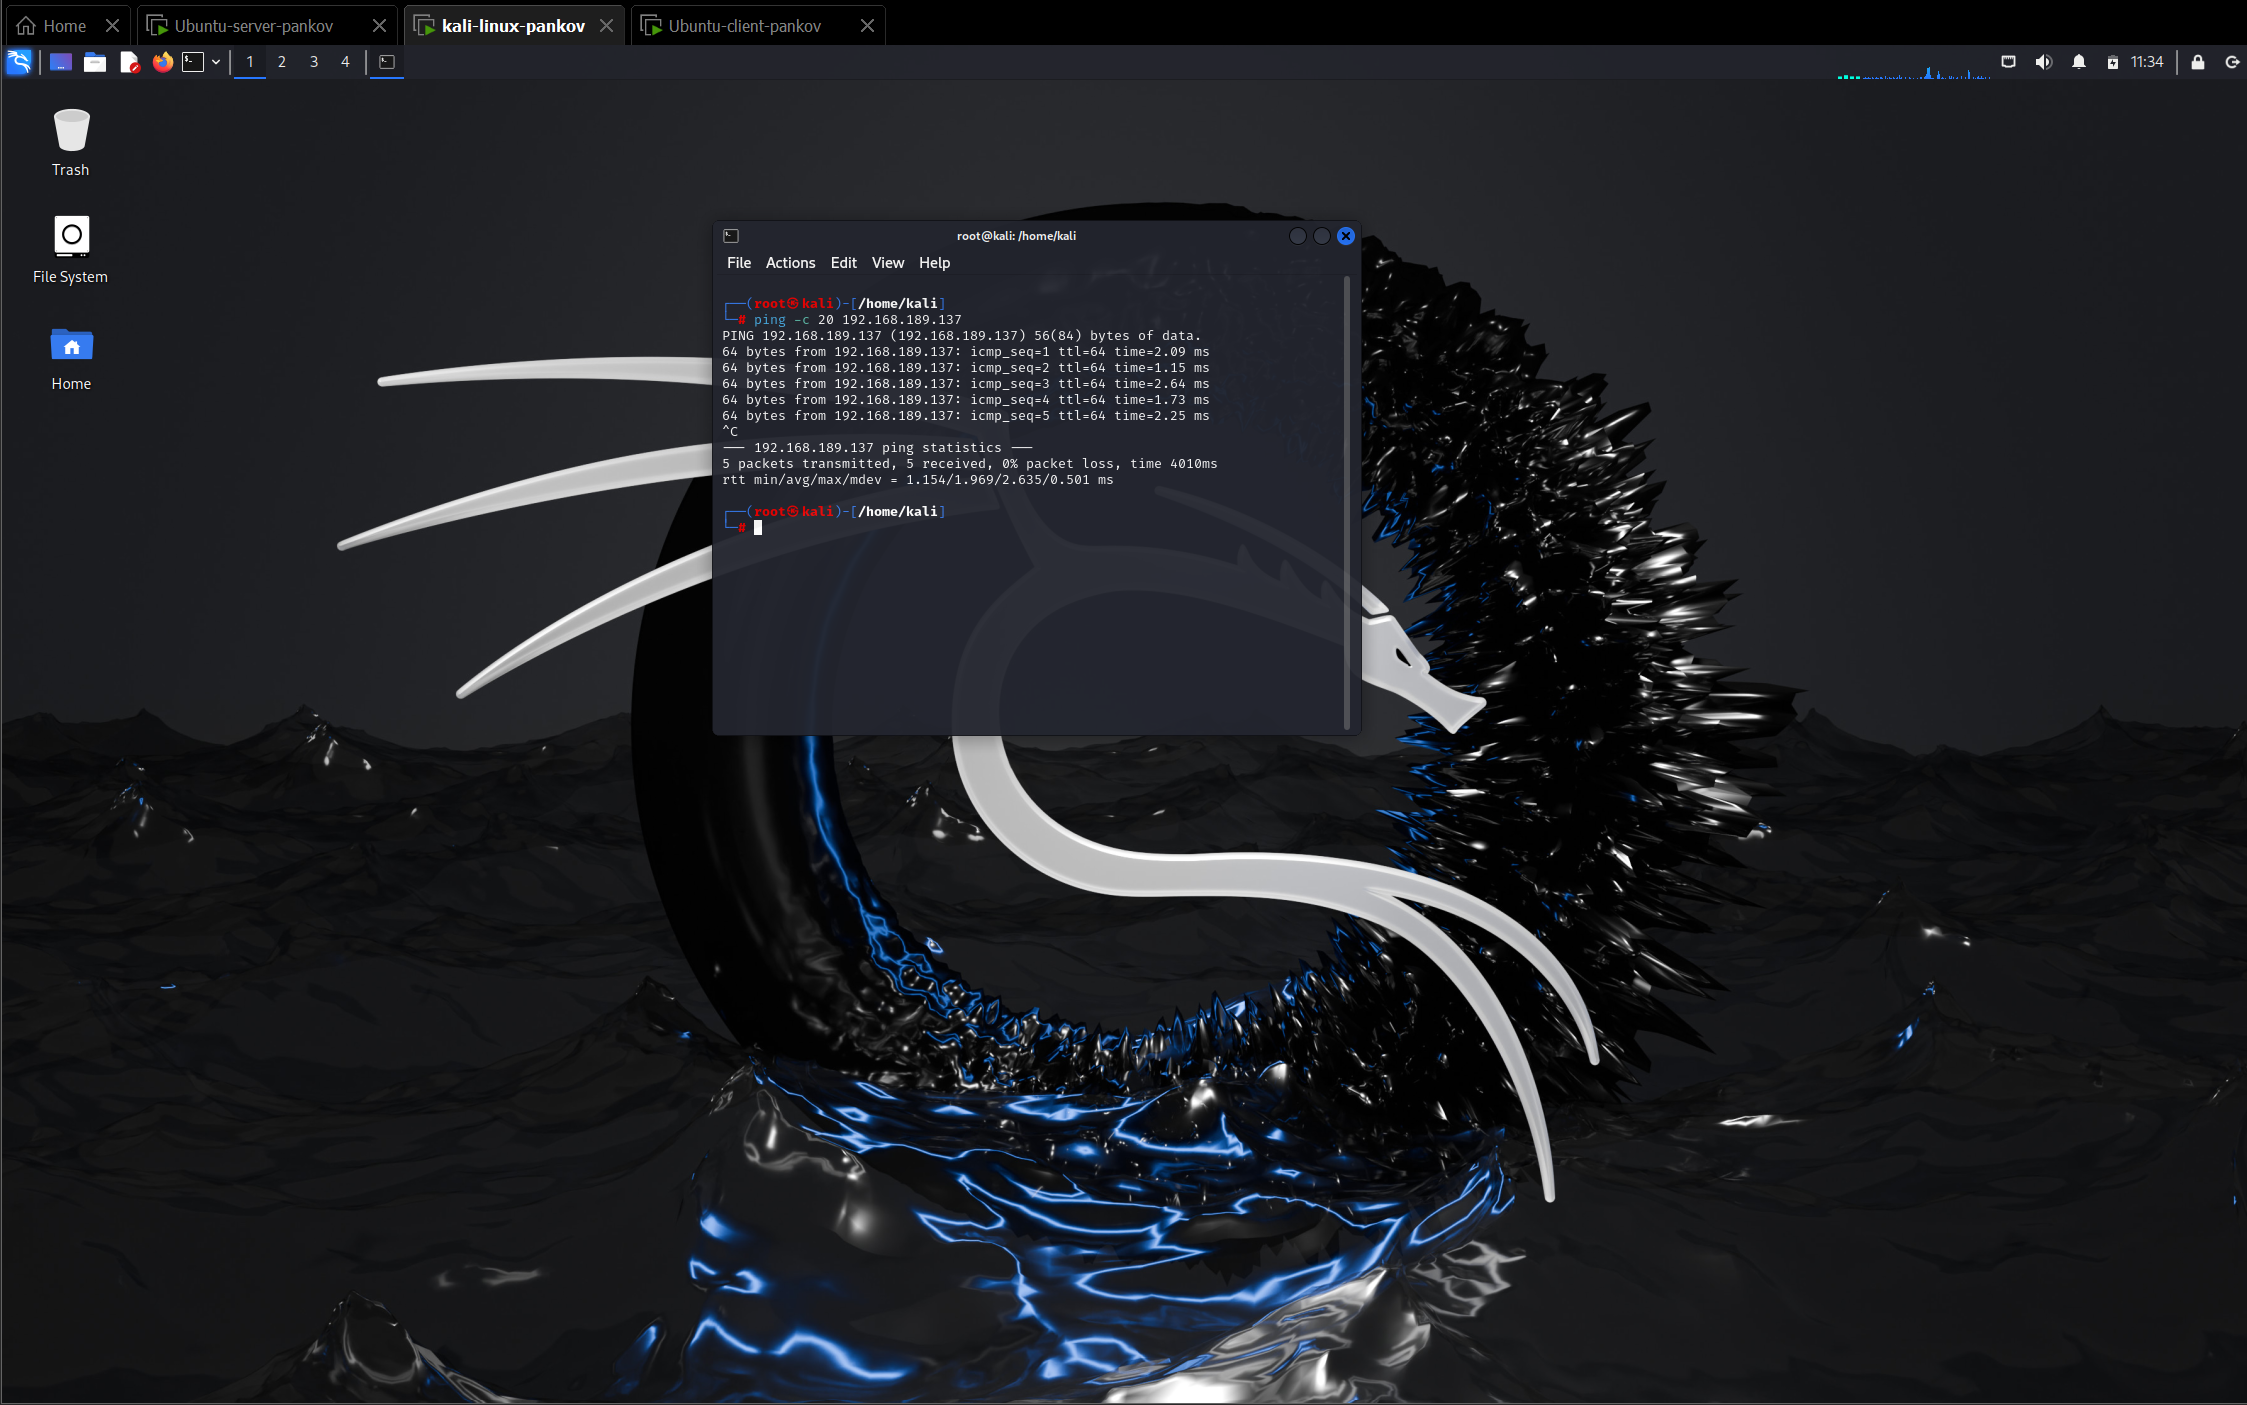 Home
Ubuntu-server-pankov
kali-linux-pankov
Ubuntu-client-pankov
1 2 3 4
11:34
Trash
File System
Home
root@kali: /home/kali
File Actions Edit View Help
┌──(root㉿kali)-[/home/kali]
└─# ping -c 20 192.168.189.137
PING 192.168.189.137 (192.168.189.137) 56(84) bytes of data.
64 bytes from 192.168.189.137: icmp_seq=1 ttl=64 time=2.09 ms
64 bytes from 192.168.189.137: icmp_seq=2 ttl=64 time=1.15 ms
64 bytes from 192.168.189.137: icmp_seq=3 ttl=64 time=2.64 ms
64 bytes from 192.168.189.137: icmp_seq=4 ttl=64 time=1.73 ms
64 bytes from 192.168.189.137: icmp_seq=5 ttl=64 time=2.25 ms
^C
--- 192.168.189.137 ping statistics ---
5 packets transmitted, 5 received, 0% packet loss, time 4010ms
rtt min/avg/max/mdev = 1.154/1.969/2.635/0.501 ms
┌──(root㉿kali)-[/home/kali]
└─#